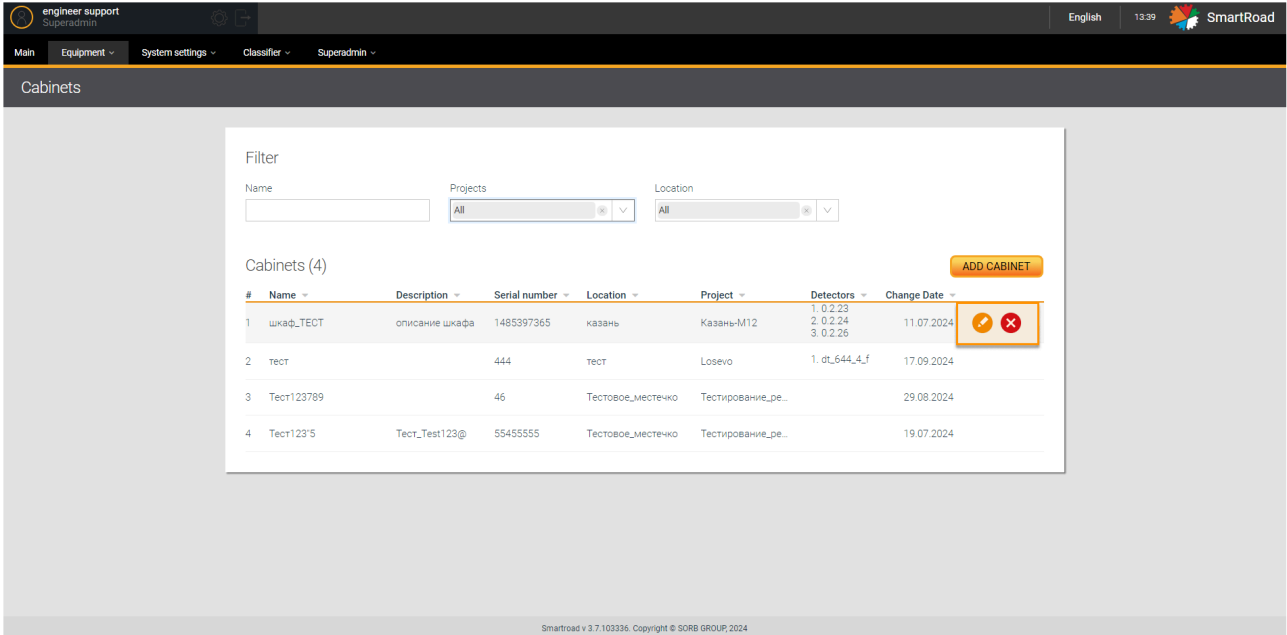 engineer support
Superadmin
English 13:39 SmartRoad
Main Equipment System settings Classifier Superadmin
Cabinets
Filter
Name Projects Location
All All
Cabinets (4) ADD CABINET
# Name Description Serial number Location Project Detectors Change Date
1 шкаф_ТЕСТ описание шкафа 1485397365 казань Казань-М12 1. 0.2.23 2. 0.2.24 3. 0.2.26 11.07.2024
2 тест 444 тест Losevo 1. dt_644_4_f 17.09.2024
3 Тест123789 46 Тестовое_местечко Тестирование_ре... 29.08.2024
4 Тест123"5 Тест_Test123@ 55455555 Тестовое_местечко Тестирование_ре... 19.07.2024
Smartroad v 3.7.103336. Copyright © SORB GROUP, 2024